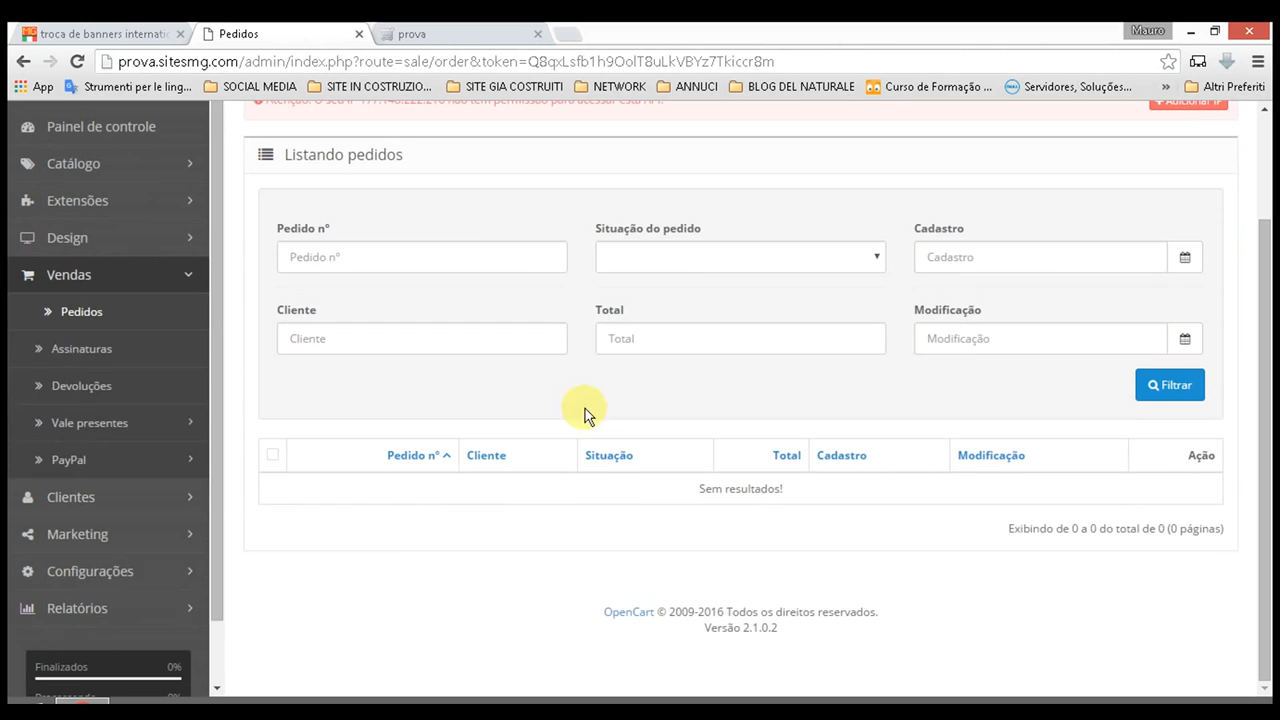 troca de banners internatio
Pedidos
prova
Mauro
prova.sitesmg.com/admin/index.php?route=sale/order&token=
App
Strumenti per le ling...
SOCIAL MEDIA
SITE IN COSTRUZIO...
SITE GIA COSTRUITI
NETWORK
ANNUCI
BLOG DEL NATURALE
Curso de Formação ...
Servidores, Soluções...
»
Altri Preferiti
Adicionar IP
Painel de controle
Catálogo
Extensões
Design
Vendas
Pedidos
Assinaturas
Devoluções
Vale presentes
PayPal
Clientes
Marketing
Configurações
Relatórios
Finalizados 0%
Listando pedidos
Pedido nº
Situação do pedido
Cadastro
Pedido nº
Cadastro
Cliente
Total
Modificação
Cliente
Total
Modificação
Filtrar
Pedido nº Cliente Situação Total Cadastro Modificação Ação
Sem resultados!
Exibindo de 0 a 0 do total de 0 (0 páginas)
OpenCart © 2009-2016 Todos os direitos reservados.
Versão 2.1.0.2